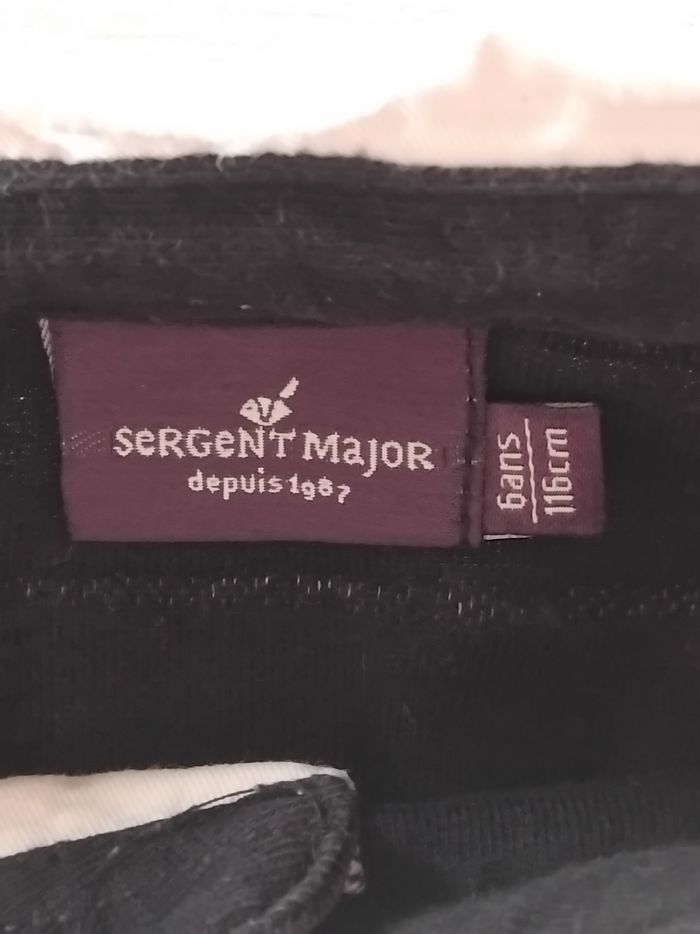 SERGENT MAJOR
depuis 1987
6ans
116cm